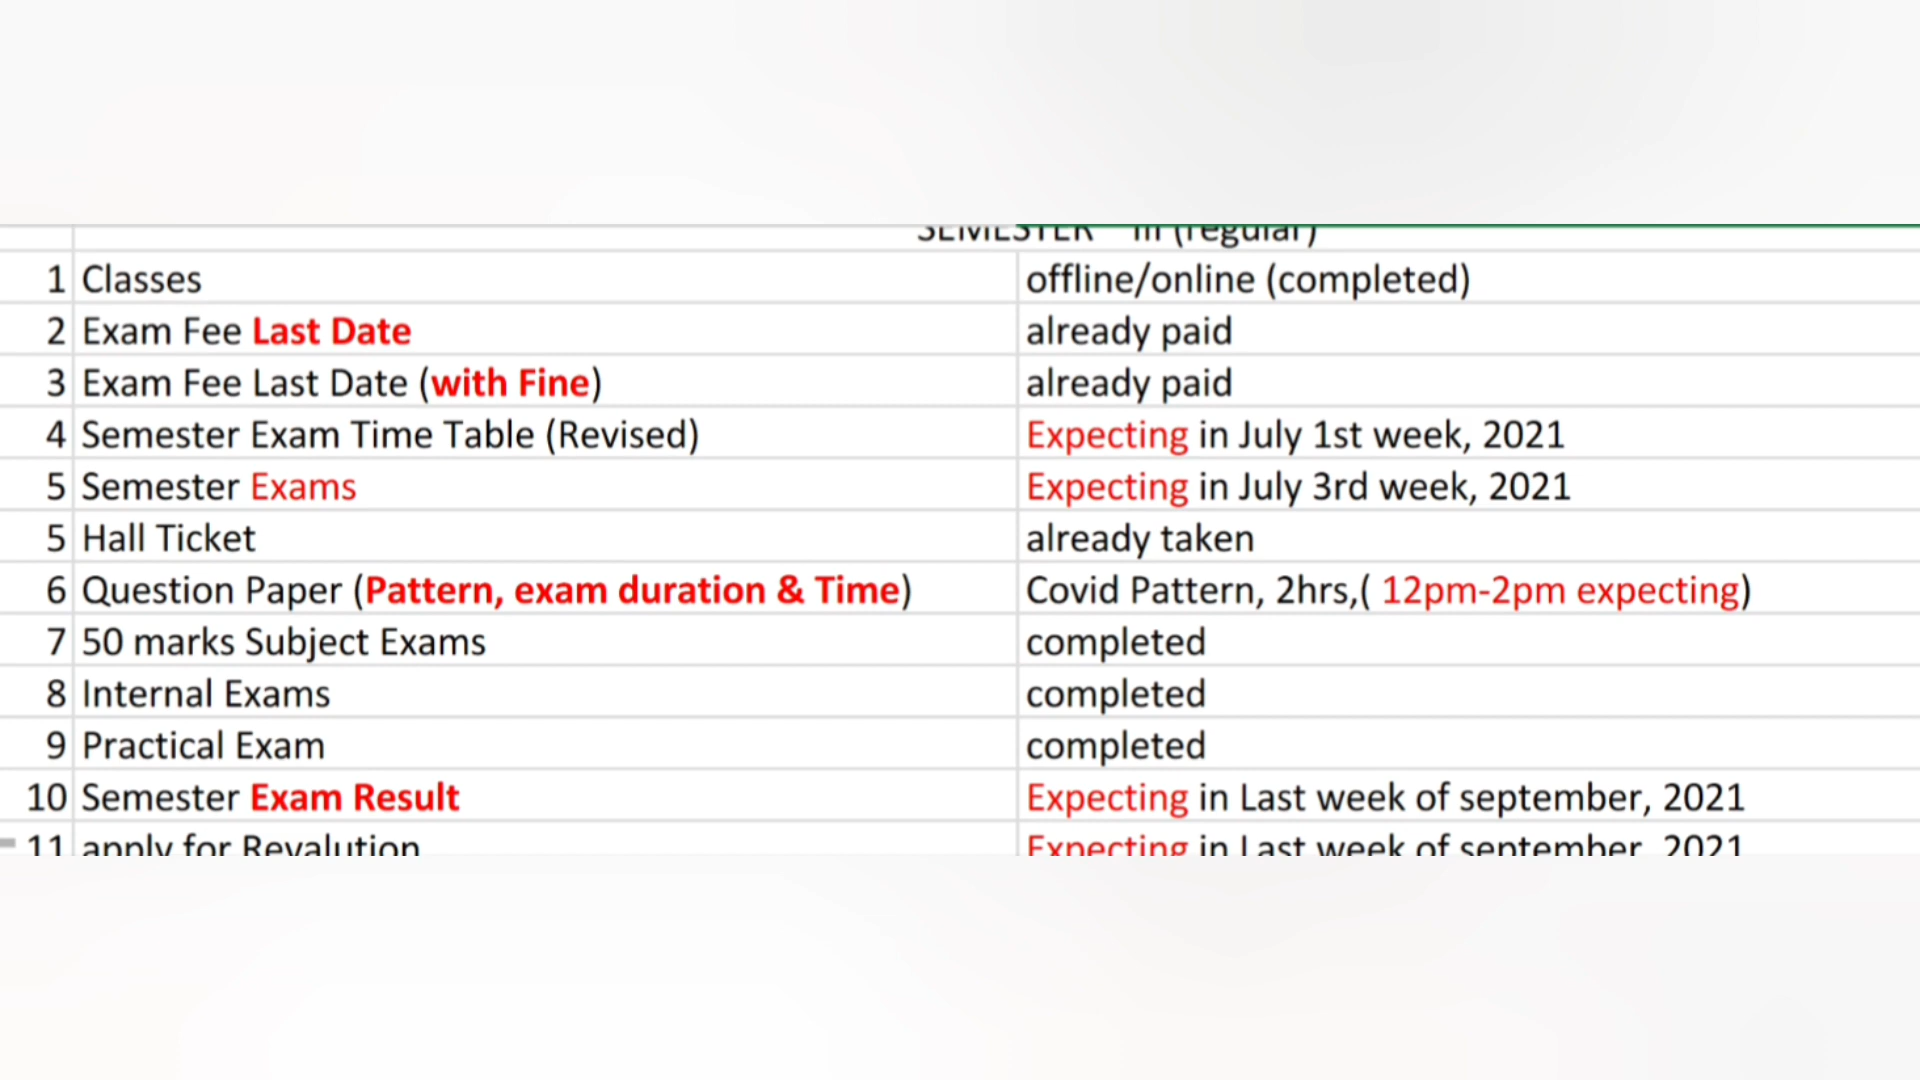 SEMESTER - III (regular)
1 Classes offline/online (completed)
2 Exam Fee Last Date already paid
3 Exam Fee Last Date (with Fine) already paid
4 Semester Exam Time Table (Revised) Expecting in July 1st week, 2021
5 Semester Exams Expecting in July 3rd week, 2021
5 Hall Ticket already taken
6 Question Paper (Pattern, exam duration & Time) Covid Pattern, 2hrs,( 12pm-2pm expecting)
7 50 marks Subject Exams completed
8 Internal Exams completed
9 Practical Exam completed
10 Semester Exam Result Expecting in Last week of september, 2021
11 apply for Revalution Expecting in Last week of september, 2021